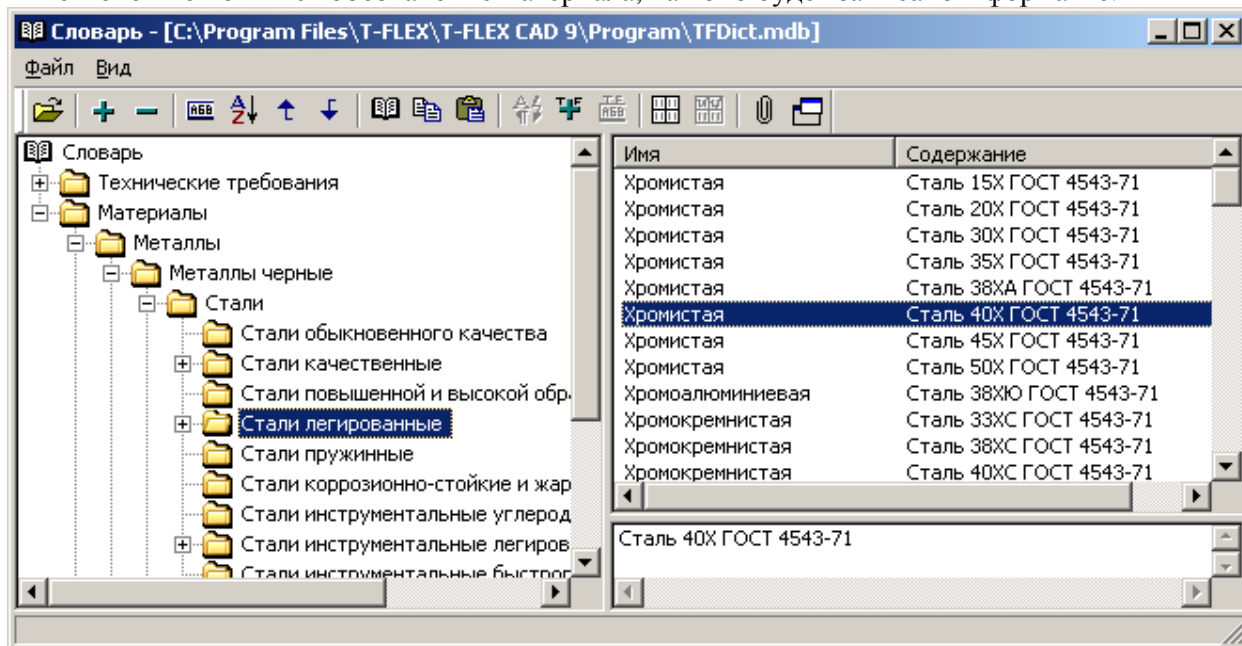 Словарь - [C:\Program Files\T-FLEX\T-FLEX CAD 9\Program\TFDict.mdb]
Файл Вид
Словарь
Технические требования
Материалы
Металлы
Металлы черные
Стали
Стали обыкновенного качества
Стали качественные
Стали повышенной и высокой обр
Стали легированные
Стали пружинные
Стали коррозионно-стойкие и жар
Стали инструментальные углерод
Стали инструментальные легиров
Стали инструментальные быстрор
Имя Содержание
Хромистая Сталь 15Х ГОСТ 4543-71
Хромистая Сталь 20Х ГОСТ 4543-71
Хромистая Сталь 30Х ГОСТ 4543-71
Хромистая Сталь 35Х ГОСТ 4543-71
Хромистая Сталь 38ХА ГОСТ 4543-71
Хромистая Сталь 40Х ГОСТ 4543-71
Хромистая Сталь 45Х ГОСТ 4543-71
Хромистая Сталь 50Х ГОСТ 4543-71
Хромоалюминиевая Сталь 38ХЮ ГОСТ 4543-71
Хромокремнистая Сталь 33ХС ГОСТ 4543-71
Хромокремнистая Сталь 38ХС ГОСТ 4543-71
Хромокремнистая Сталь 40ХС ГОСТ 4543-71
Сталь 40Х ГОСТ 4543-71